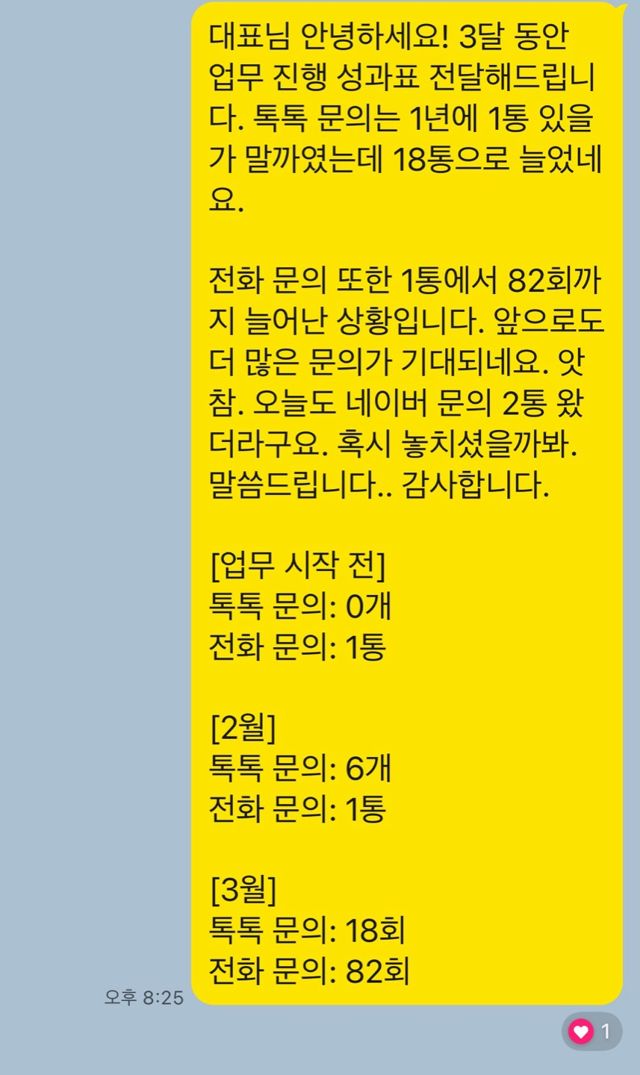 대표님 안녕하세요! 3달 동안
업무 진행 성과표 전달해드립니
다. 톡톡 문의는 1년에 1통 있을
가 말까였는데 18통으로 늘었네
요.
전화 문의 또한 1통에서 82회까
지 늘어난 상황입니다. 앞으로도
더 많은 문의가 기대되네요. 앗
참. 오늘도 네이버 문의 2통 왔
더라구요. 혹시 놓치셨을까봐.
말씀드립니다.. 감사합니다.
[업무 시작 전]
톡톡 문의: 0개
전화 문의: 1통
[2월]
톡톡 문의: 6개
전화 문의: 1통
[3월]
톡톡 문의: 18회
전화 문의: 82회
오후 8:25
1